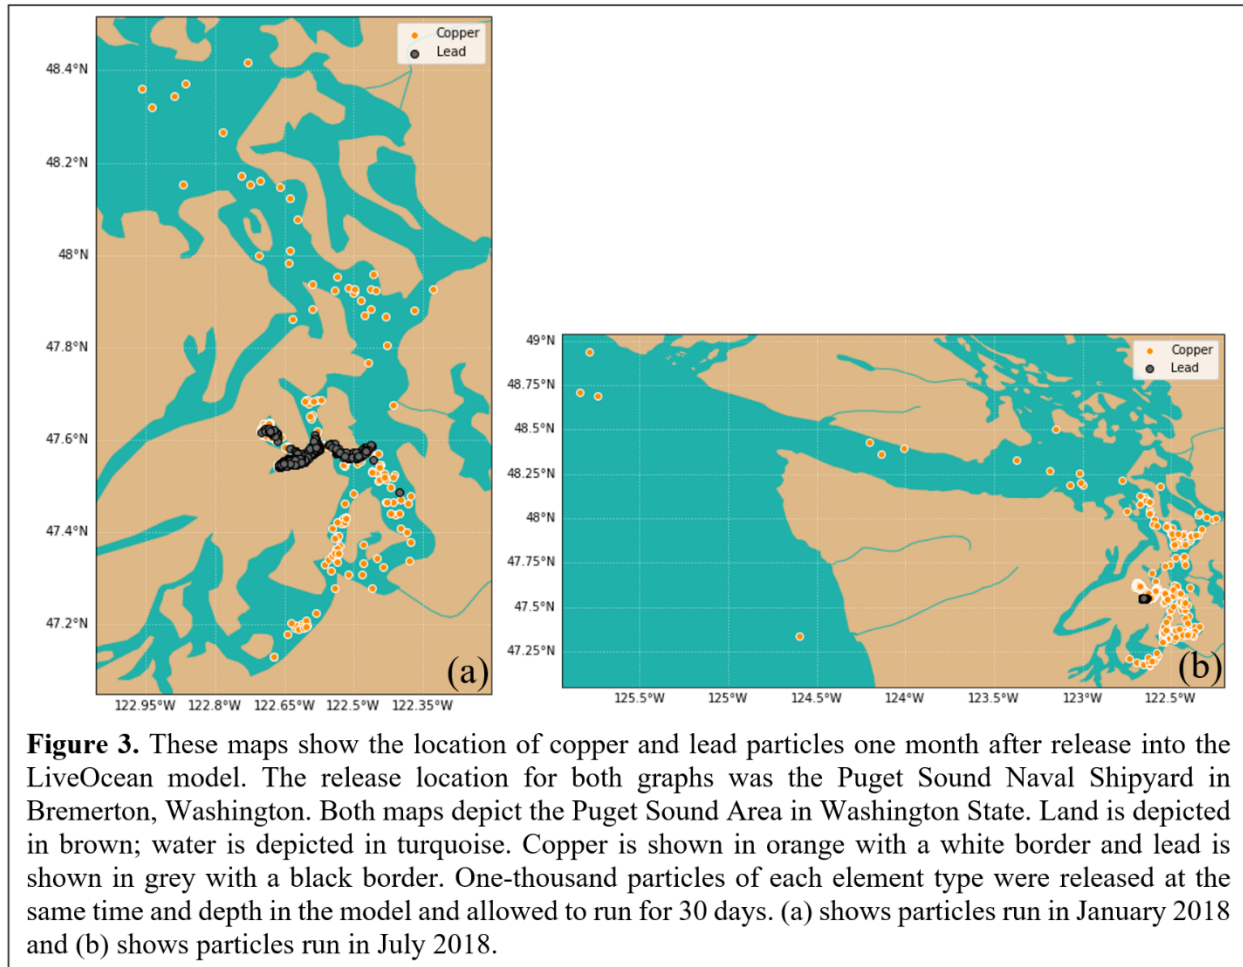 Copper
Lead
48.4°N
48.2°N
48°N
47.8°N
47.6°N
47.4°N
47.2°N
(a)
122.95°W 122.8°W 122.65°W 122.5°W 122.35°W
Copper
Lead
49°N
48.75°N
48.5°N
48.25°N
48°N
47.75°N
47.5°N
47.25°N
(b)
125.5°W 125°W 124.5°W 124°W 123.5°W 123°W 122.5°W
Figure 3. These maps show the location of copper and lead particles one month after release into the
LiveOcean model. The release location for both graphs was the Puget Sound Naval Shipyard in
Bremerton, Washington. Both maps depict the Puget Sound Area in Washington State. Land is depicted
in brown; water is depicted in turquoise. Copper is shown in orange with a white border and lead is
shown in grey with a black border. One-thousand particles of each element type were released at the
same time and depth in the model and allowed to run for 30 days. (a) shows particles run in January 2018
and (b) shows particles run in July 2018.